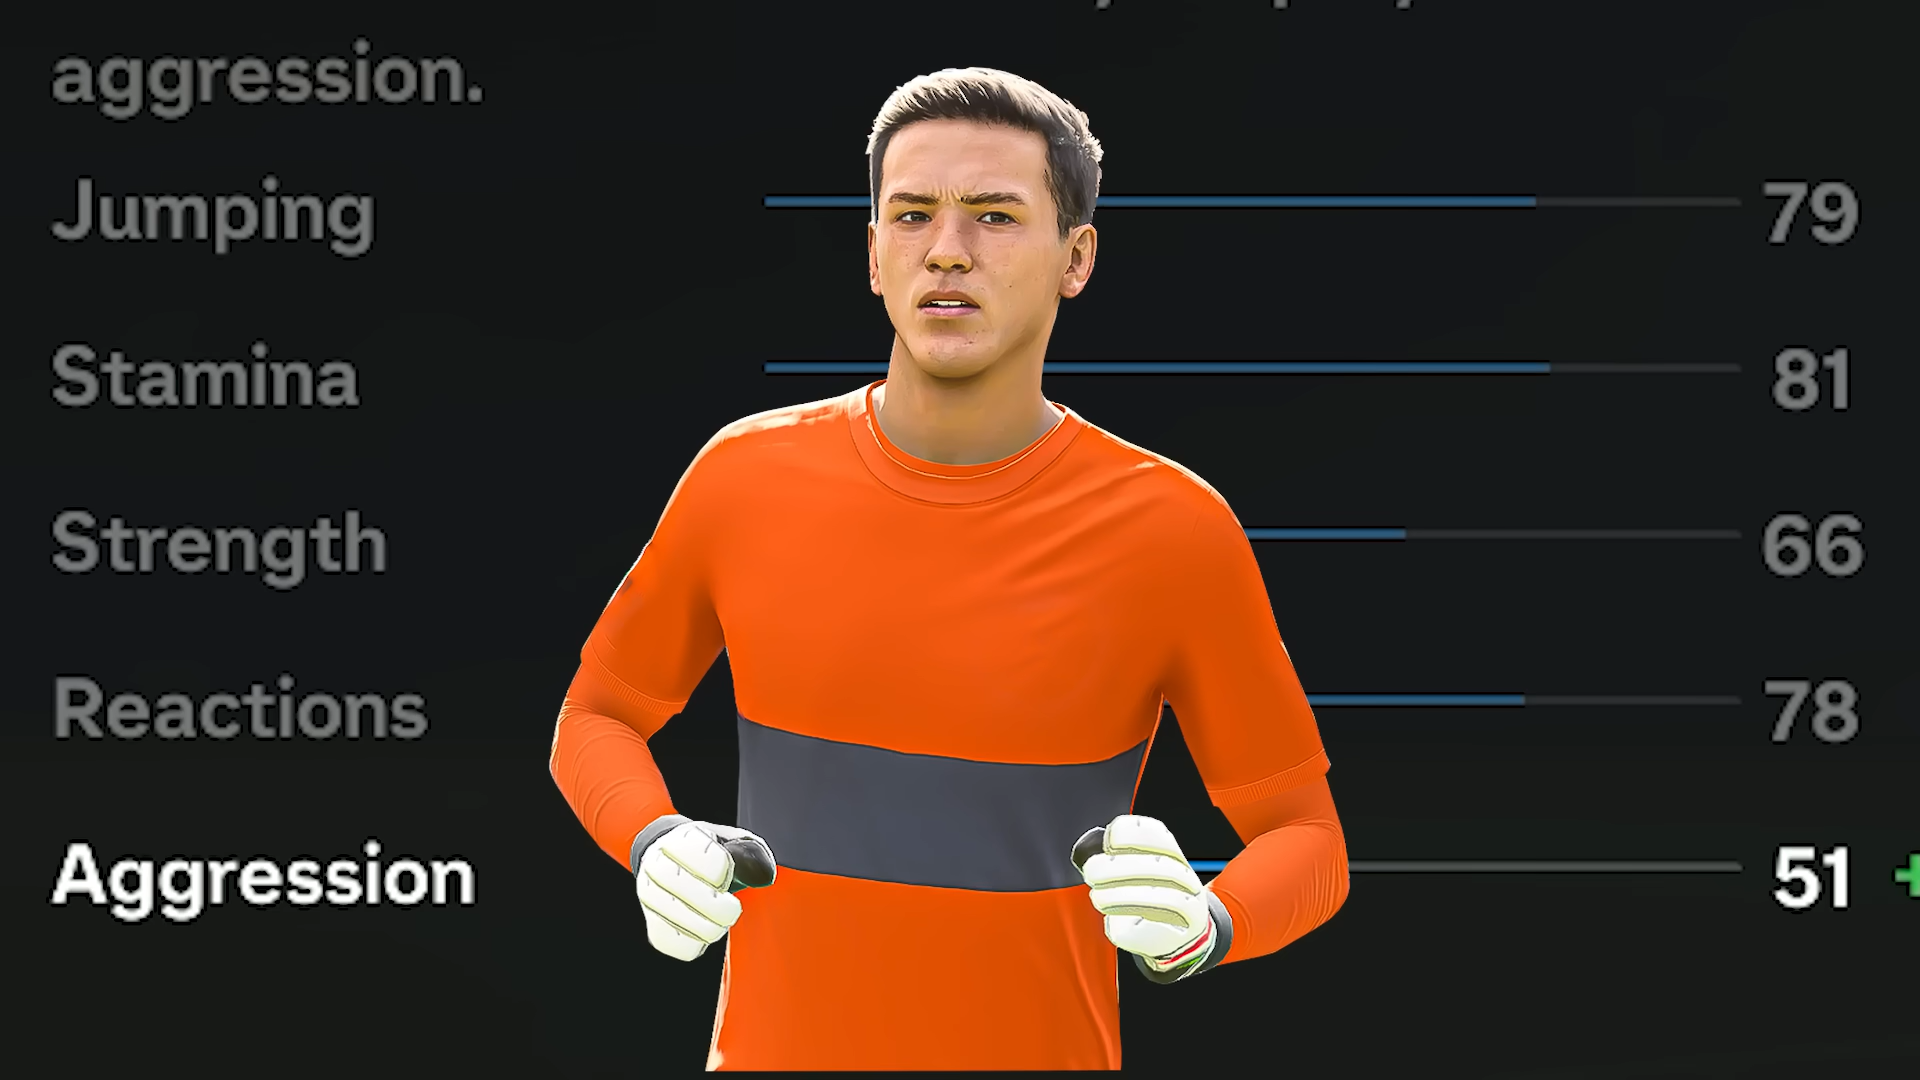 aggression.
Jumping 79
Stamina 81
Strength 66
Reactions 78
Aggression 51 +